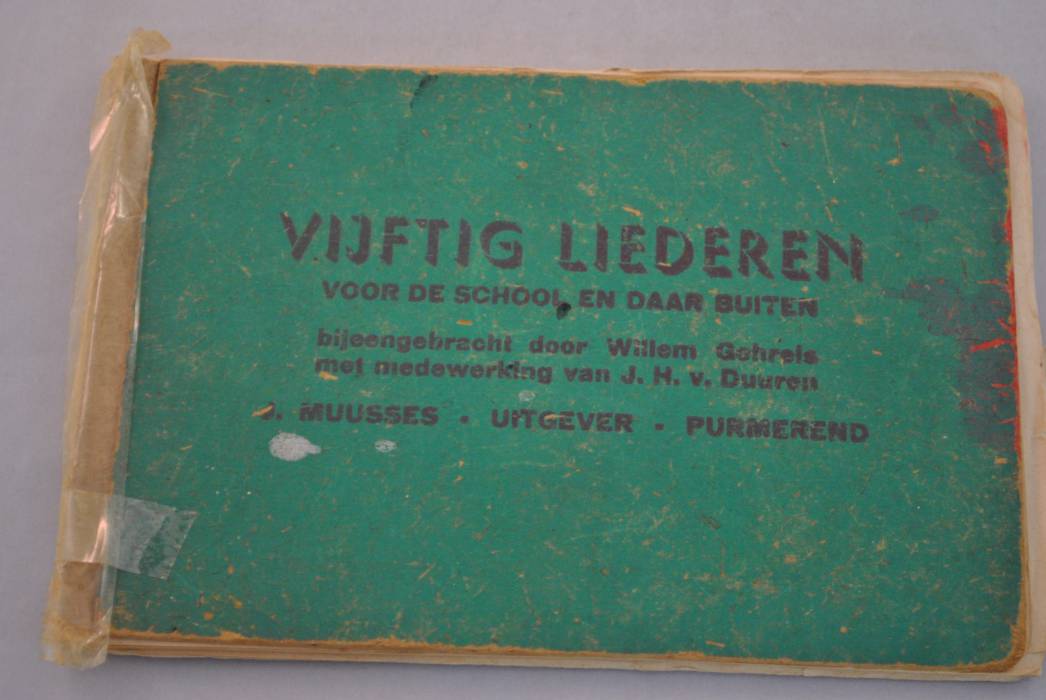 VIJFTIG LIEDEREN
VOOR DE SCHOOL EN DAAR BUITEN
bijeengebracht door Willem Gehrels
met medewerking van J. H. v. Duuren
J. MUUSSES • UITGEVER • PURMEREND